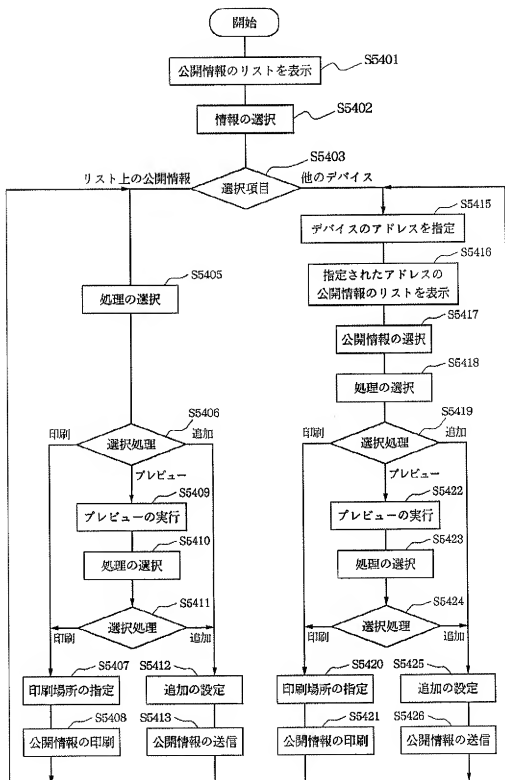 開始
公開情報のリストを表示
S5401
情報の選択
S5402
S5403
リスト上の公開情報
選択項目
他のデバイス
S5405
処理の選択
S5406
印刷
選択処理
追加
プレビュー
S5409
プレビューの実行
S5410
処理の選択
S5411
選択処理
印刷
追加
S5407
印刷場所の指定
S5408
公開情報の印刷
S5412
追加の設定
S5413
公開情報の送信
S5415
デバイスのアドレスを指定
S5416
指定されたアドレスの
公開情報のリストを表示
S5417
公開情報の選択
S5418
処理の選択
S5419
印刷
選択処理
追加
プレビュー
S5422
プレビューの実行
S5423
処理の選択
S5424
選択処理
印刷
追加
S5420
印刷場所の指定
S5421
公開情報の印刷
S5425
追加の設定
S5426
公開情報の送信